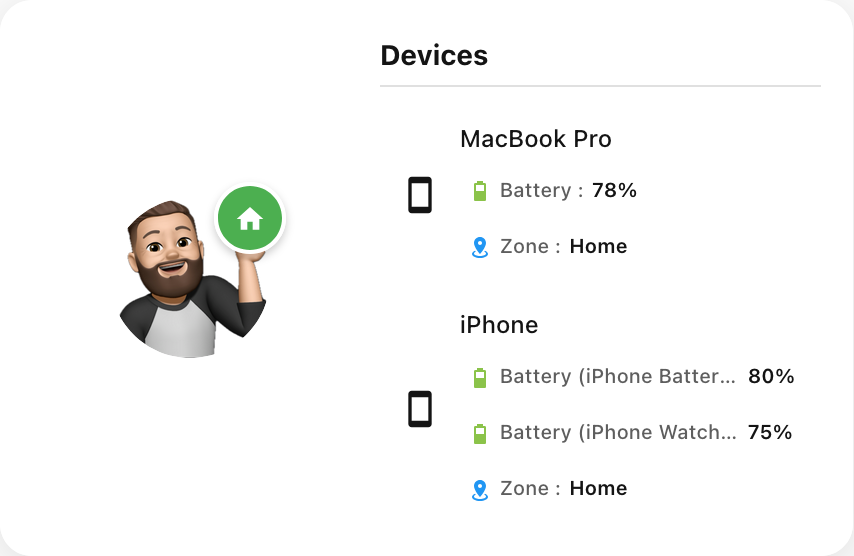 Devices
MacBook Pro
Battery : 78%
Zone : Home
iPhone
Battery (iPhone Batter... 80%
Battery (iPhone Watch... 75%
Zone : Home